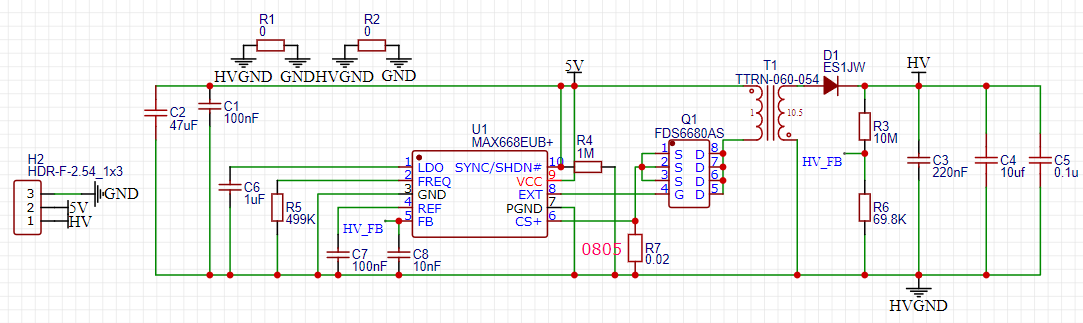 R1
0
R2
0
HVGND
GND
HVGND
GND
5V
T1
TTRN-060-054
1
10.5
D1
ES1JW
HV
C2
47uF
C1
100nF
U1
MAX668EUB+
R4
1M
Q1
FDS6680AS
1 S D 8
2 S D 7
3 S D 6
4 G D 5
R3
10M
HV_FB
C3
220nF
C4
10uf
C5
0.1u
H2
HDR-F-2.54_1x3
3
2
1
GND
5V
HV
C6
1uF
R5
499K
1 LDO SYNC/SHDN# 10
2 FREQ VCC 9
3 GND EXT 8
4 REF PGND 7
5 FB CS+ 6
HV_FB
C7
100nF
C8
10nF
0805
R7
0.02
R6
69.8K
HVGND